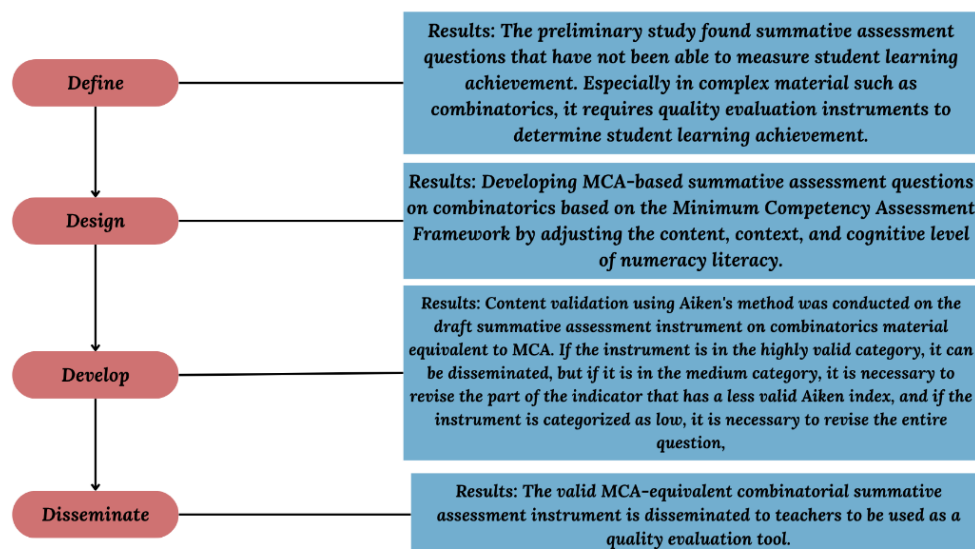 Define
Results: The preliminary study found summative assessment
questions that have not been able to measure student learning
achievement. Especially in complex material such as
combinatorics, it requires quality evaluation instruments to
determine student learning achievement.
Design
Results: Developing MCA-based summative assessment questions
on combinatorics based on the Minimum Competency Assessment
Framework by adjusting the content, context, and cognitive level
of numeracy literacy.
Develop
Results: Content validation using Aiken's method was conducted on the
draft summative assessment instrument on combinatorics material
equivalent to MCA. If the instrument is in the highly valid category, it can
be disseminated, but if it is in the medium category, it is necessary to
revise the part of the indicator that has a less valid Aiken index, and if the
instrument is categorized as low, it is necessary to revise the entire
question,
Disseminate
Results: The valid MCA-equivalent combinatorial summative
assessment instrument is disseminated to teachers to be used as a
quality evaluation tool.